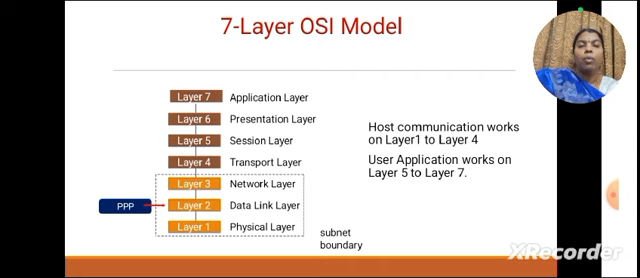 7-Layer OSI Model
Layer 7 Application Layer
Layer 6 Presentation Layer
Layer 5 Session Layer
Layer 4 Transport Layer
Layer 3 Network Layer
PPP Layer 2 Data Link Layer
Layer 1 Physical Layer
subnet
boundary
Host communication works
on Layer1 to Layer 4
User Application works on
Layer 5 to Layer 7.
XRecorder